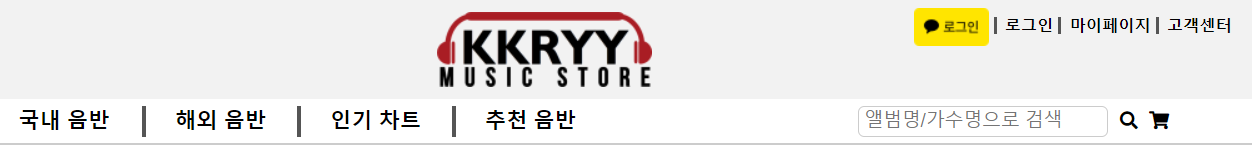 KKRYY
MUSIC STORE
로그인 로그인 마이페이지 고객센터
국내 음반 해외 음반 인기 차트 추천 음반 앨범명/가수명으로 검색